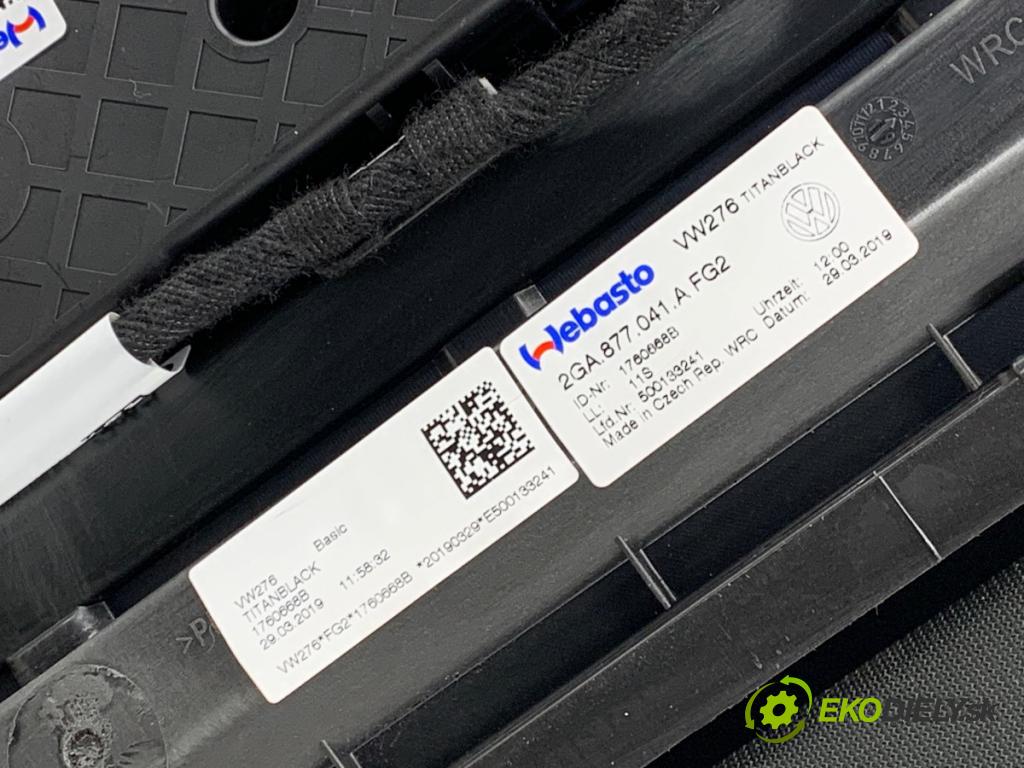 Webasto VW276 TITANBLACK
2GA.877.041.A FG2
ID-Nr: 1760668B
LL: 11S Uhrzeit: 12:00
Lfd.Nr: 500133241 Datum: 29.03.2019
Made in Czech Rep. WRC
Basic
VW276
TITANBLACK
1760668B
29.03.2019 11:58:32
VW276*FG2*1760668B *20190329*E500133241
WRC
EKODIELY.SK